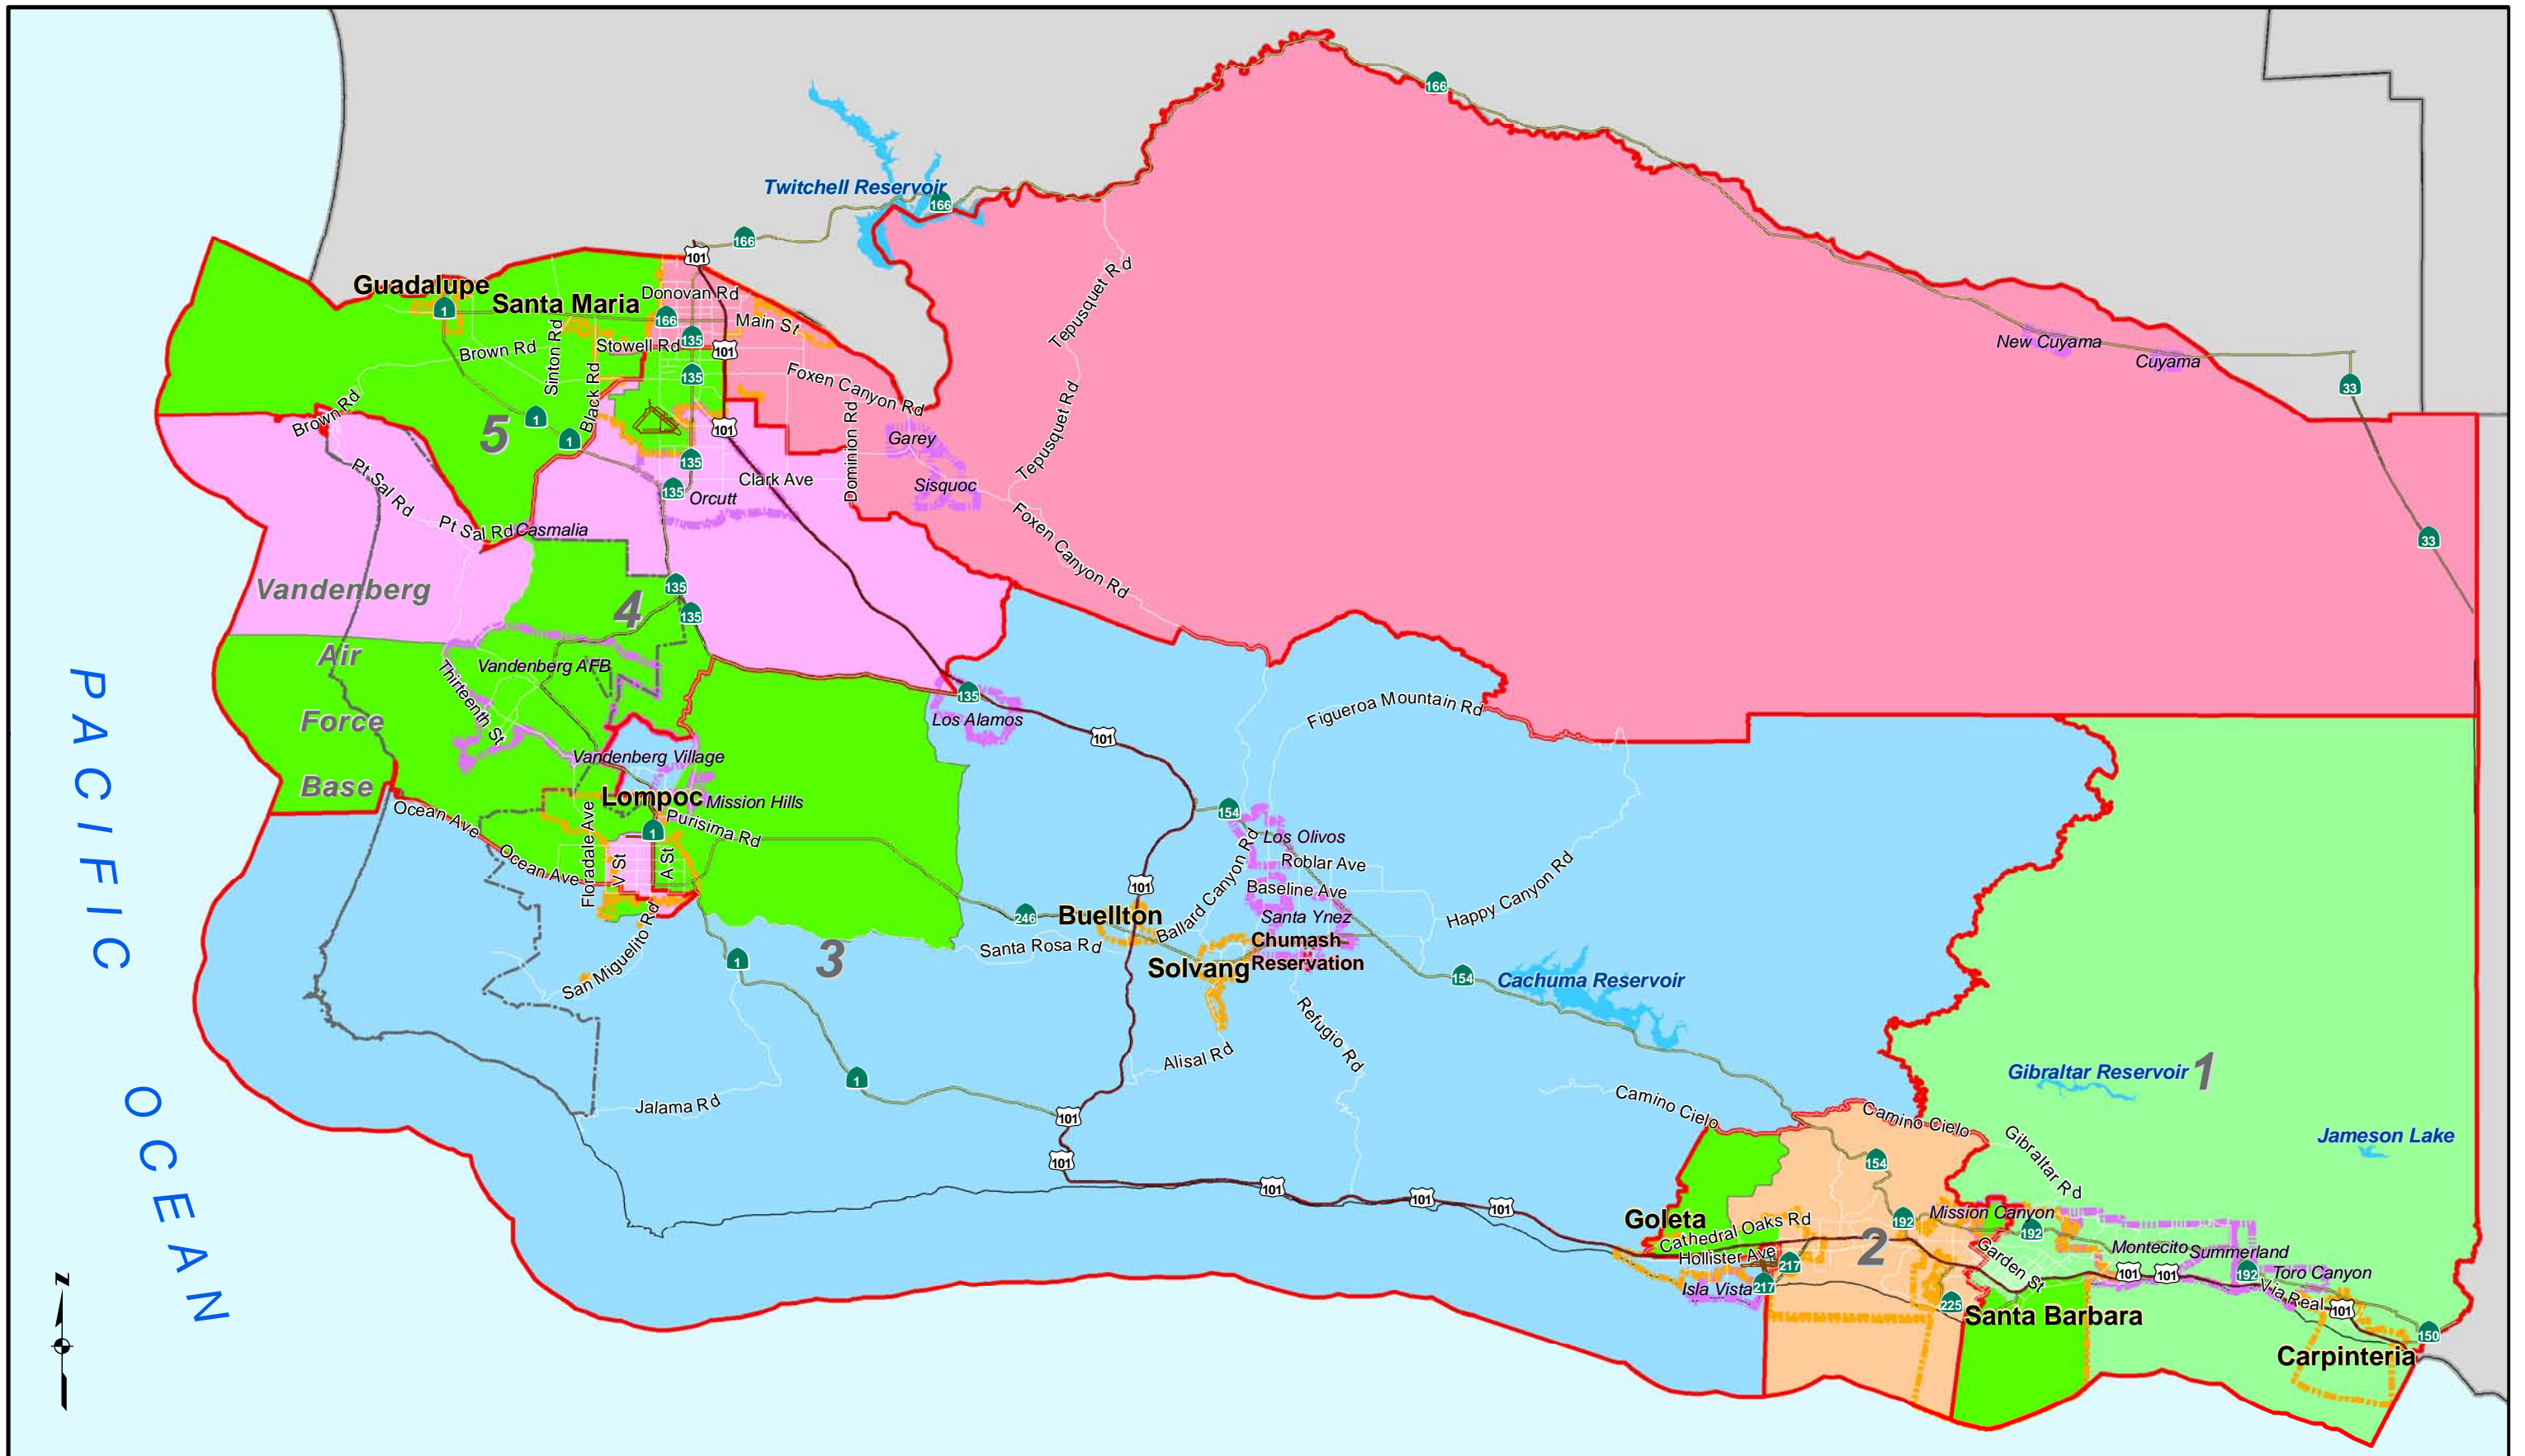 166
Twitchell Reservoir
166
166
101
Guadalupe
Santa Maria
Donovan Rd
1
166
Main St
135
Stowell Rd
101
Brown Rd
Sinton Rd
Black Rd
135
Foxen Canyon Rd
Tepusquet Rd
New Cuyama
Cuyama
33
Brown Rd
5
1
1
101
Dominion Rd
Garey
Tepusquet Rd
135
Clark Ave
Sisquoc
Pt Sal Rd
135
Orcutt
Pt Sal Rd
Casmalia
Foxen Canyon Rd
33
Vandenberg
4
135
135
Air
Vandenberg AFB
Thirteenth St
135
Los Alamos
Figueroa Mountain Rd
Force
101
Vandenberg Village
Base
Lompoc
Mission Hills
Ocean Ave
Floradale Ave
1
Purisima Rd
154
Los Olivos
Ocean Ave
V St
A St
Roblar Ave
101
Ballard Canyon Rd
Baseline Ave
Happy Canyon Rd
246
Buellton
Santa Ynez
San Miguelito Rd
1
3
Santa Rosa Rd
Chumash
Solvang
Reservation
154
Cachuma Reservoir
PACIFIC
OCEAN
Refugio Rd
Alisal Rd
1
Gibraltar Reservoir
1
Jalama Rd
101
Camino Cielo
Camino Cielo
Gibraltar Rd
Jameson Lake
101
154
101
101
101
Goleta
Cathedral Oaks Rd
192
Mission Canyon
192
2
Hollister Ave
217
Garden St
Montecito
Summerland
101
101
192
Toro Canyon
Isla Vista
217
Via Real
225
Santa Barbara
101
150
Carpinteria
N